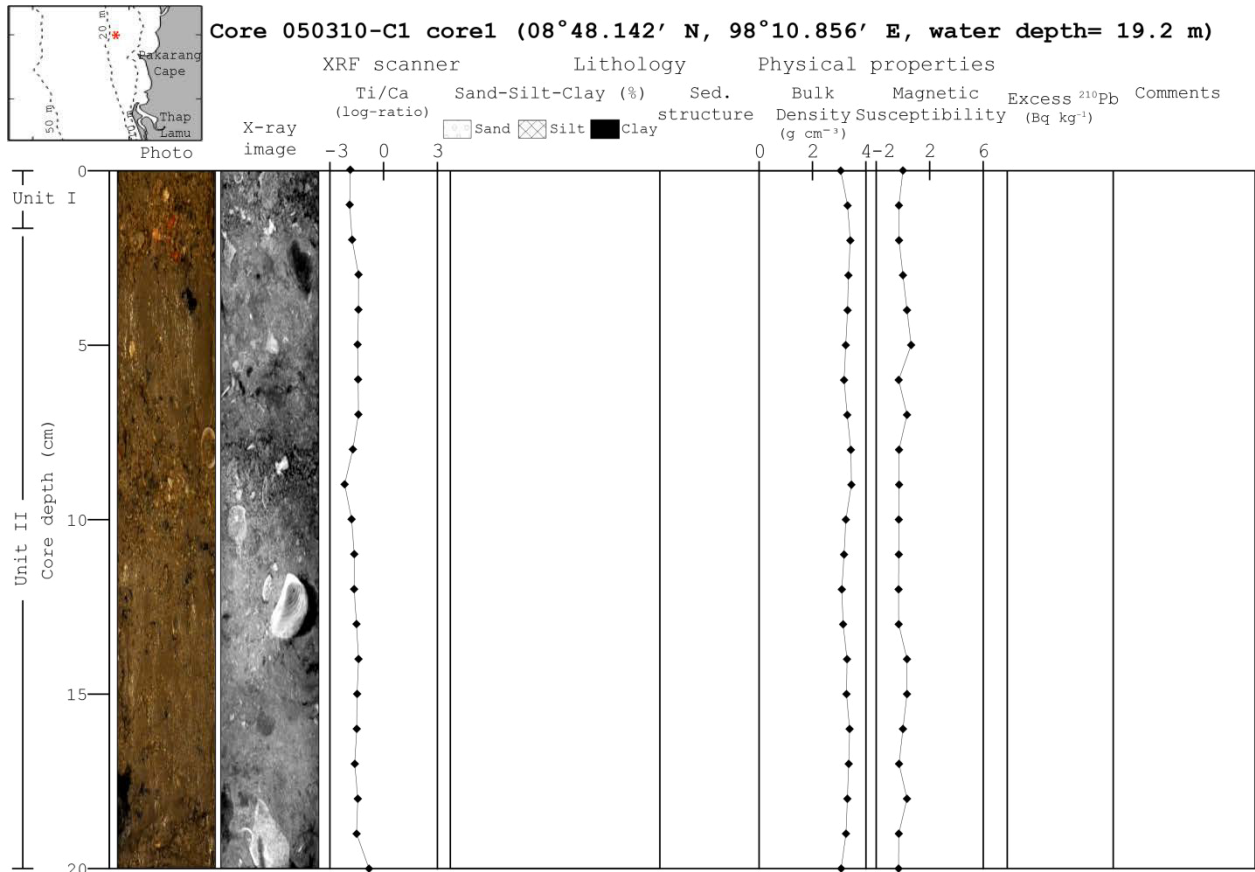 Core 050310-C1 core1 (08°48.142’ N, 98°10.856’ E, water depth= 19.2 m)
20 m
Pakarang
Cape
50 m
Thap
Lamu
XRF scanner Lithology Physical properties
Ti/Ca
(log-ratio)
Sand-Silt-Clay (%)
Sand Silt Clay
Sed.
structure
Bulk
Density
(g cm⁻³)
Magnetic
Susceptibility
Excess ²¹⁰Pb
(Bq kg⁻¹)
Comments
Photo
X-ray
image
-3 0 3
0 2 4
-2 2 6
0
5
10
15
20
Unit I
Unit II
Core depth (cm)